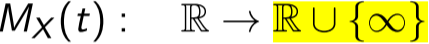 M_X(t) : ℝ → ℝ ∪ {∞}